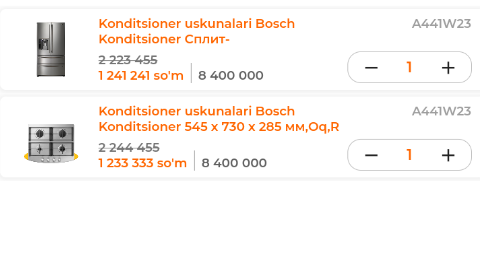 Konditsioner uskunalari Bosch
A441W23
Konditsioner Сплит-
2 223 455
1 241 241 so'm
8 400 000
1
Konditsioner uskunalari Bosch
A441W23
Konditsioner 545 x 730 x 285 мм,Oq,R
2 244 455
1 233 333 so'm
8 400 000
1